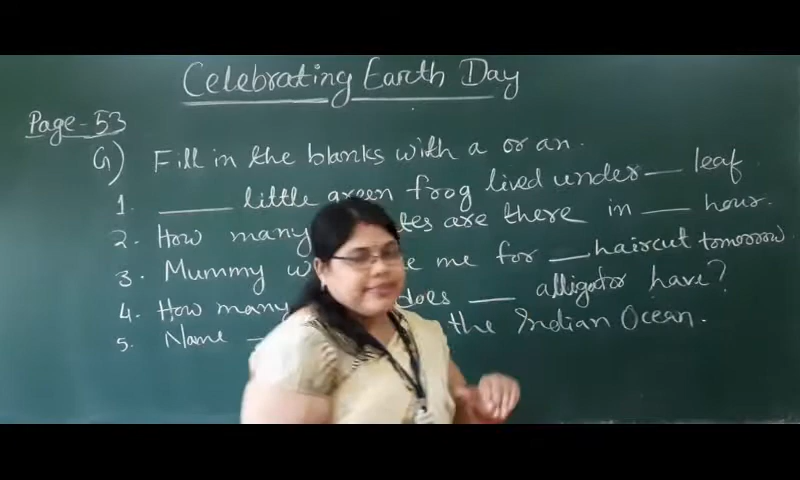 Celebrating Earth Day
Page-53
G) Fill in the blanks with a or an.
1. ____ little green frog lived under __ leaf.
2. How many tes are there in ___ hour.
3. Mummy w e me for ___ haircut tomorrow.
4. How many does ___ alligator have?
5. Name the Indian Ocean.